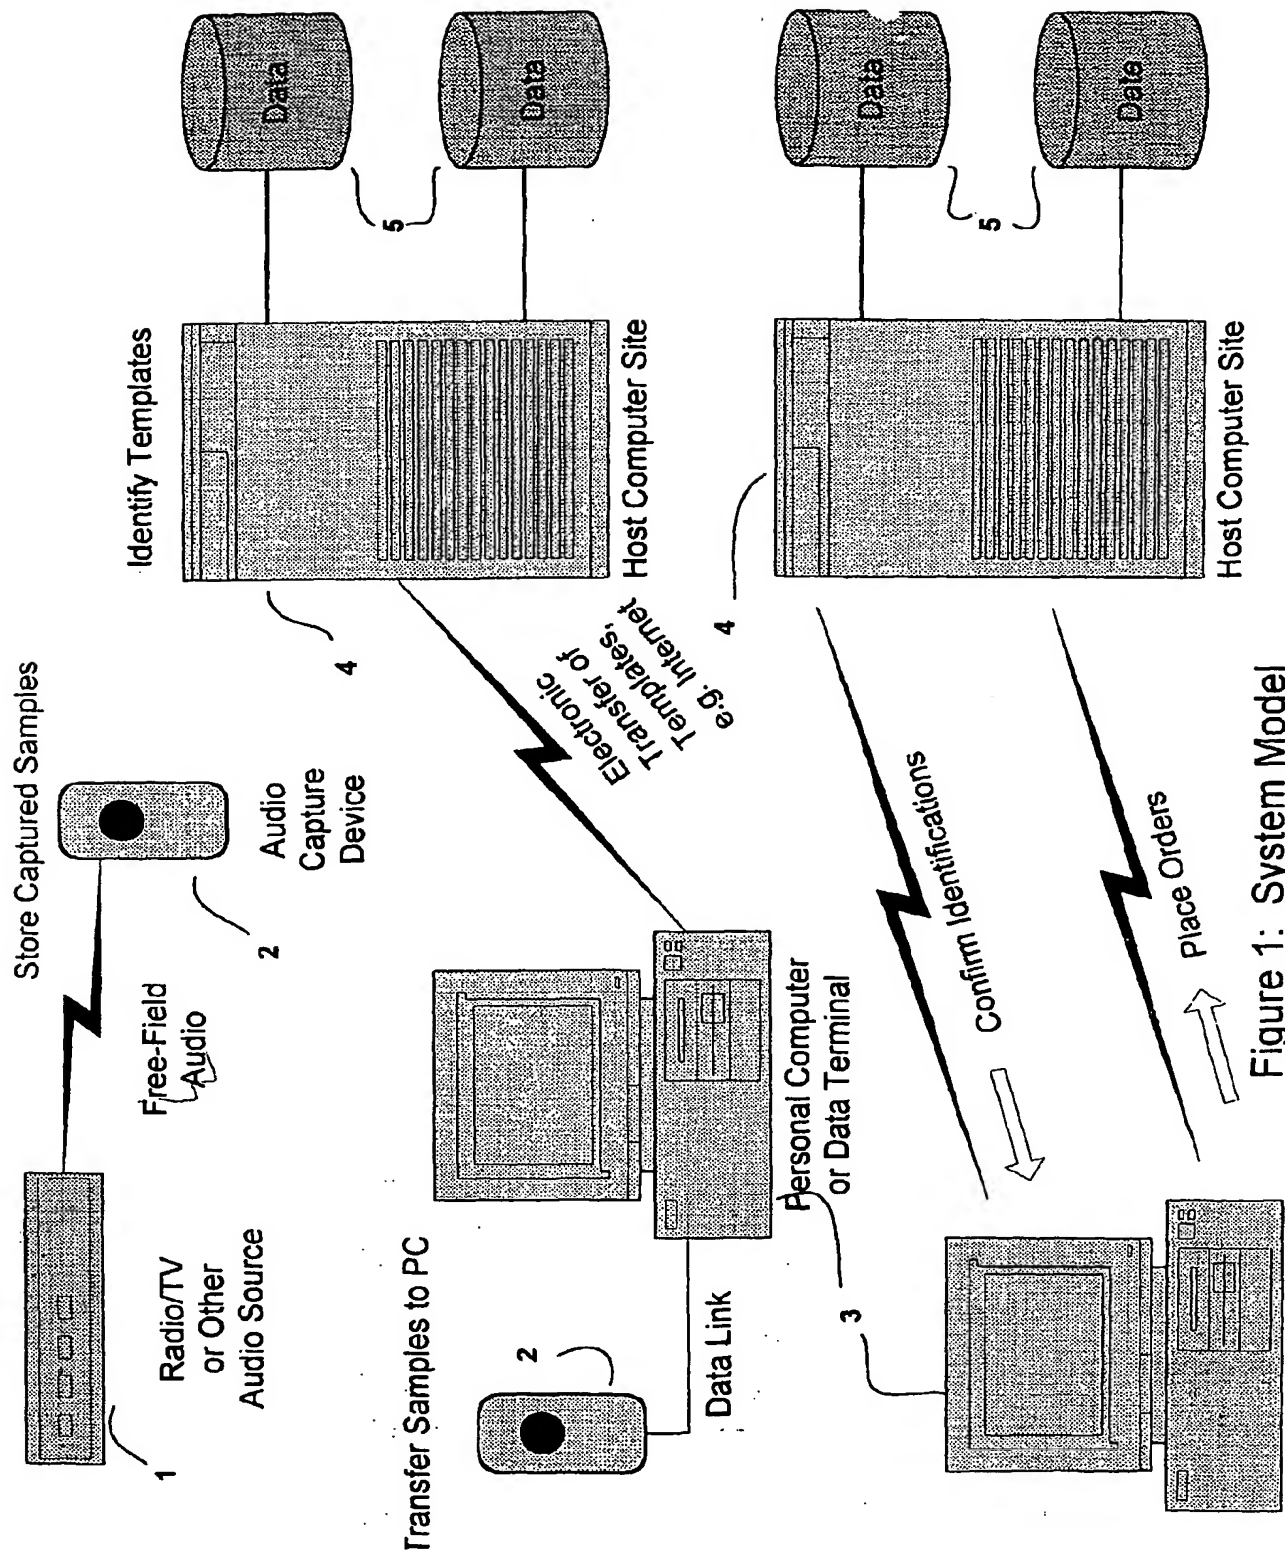 Store Captured Samples
Radio/TV
or Other
Audio Source
1
Free-Field
Audio
Audio
Capture
Device
2
Transfer Samples to PC
Identify Templates
2
Data Link
Personal Computer
or Data Terminal
3
Electronic
Transfer of
Templates,
e.g. Internet
4
Host Computer Site
Data
Data
5
Confirm Identifications
Place Orders
4
Host Computer Site
Data
Data
5
Figure 1: System Model